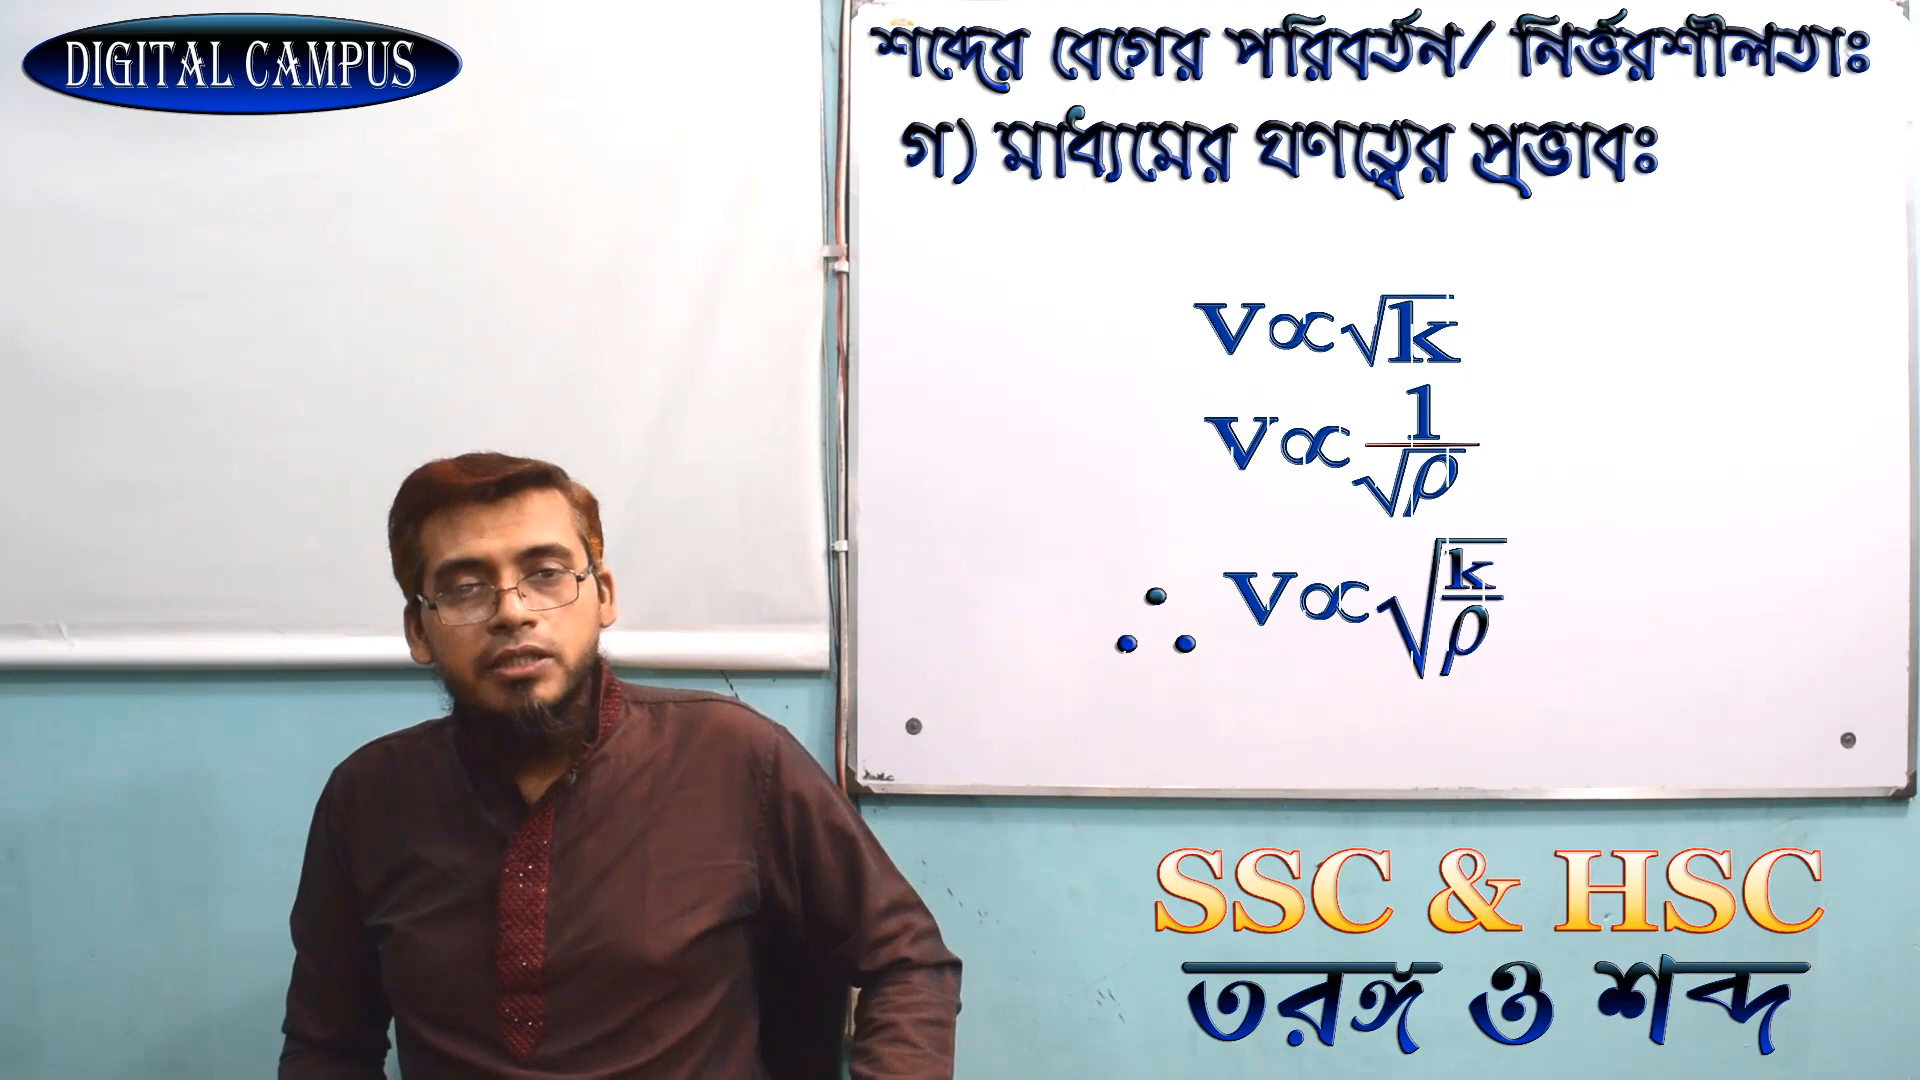 DIGITAL CAMPUS
শব্দের বেগের পরিবর্তন/ নির্ভরশীলতাঃ
গ) মাধ্যমের ঘণত্বের প্রভাবঃ
v∝√k
v∝1/√ρ
∴ v∝√(k/ρ)
SSC & HSC
তরঙ্গ ও শব্দ